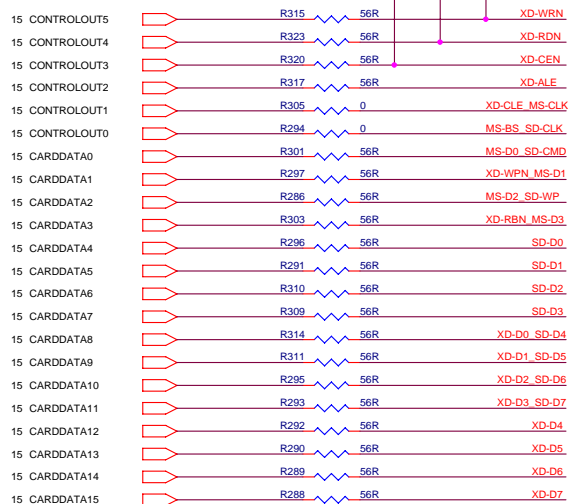 15 CONTROLOUT5 R315 56R XD-WRN
15 CONTROLOUT4 R323 56R XD-RDN
15 CONTROLOUT3 R320 56R XD-CEN
15 CONTROLOUT2 R317 56R XD-ALE
15 CONTROLOUT1 R305 0 XD-CLE_MS-CLK
15 CONTROLOUT0 R294 0 MS-BS_SD-CLK
15 CARDDATA0 R301 56R MS-D0_SD-CMD
15 CARDDATA1 R297 56R XD-WPN_MS-D1
15 CARDDATA2 R286 56R MS-D2_SD-WP
15 CARDDATA3 R303 56R XD-RBN_MS-D3
15 CARDDATA4 R296 56R SD-D0
15 CARDDATA5 R291 56R SD-D1
15 CARDDATA6 R310 56R SD-D2
15 CARDDATA7 R309 56R SD-D3
15 CARDDATA8 R314 56R XD-D0_SD-D4
15 CARDDATA9 R311 56R XD-D1_SD-D5
15 CARDDATA10 R295 56R XD-D2_SD-D6
15 CARDDATA11 R293 56R XD-D3_SD-D7
15 CARDDATA12 R292 56R XD-D4
15 CARDDATA13 R290 56R XD-D5
15 CARDDATA14 R289 56R XD-D6
15 CARDDATA15 R288 56R XD-D7